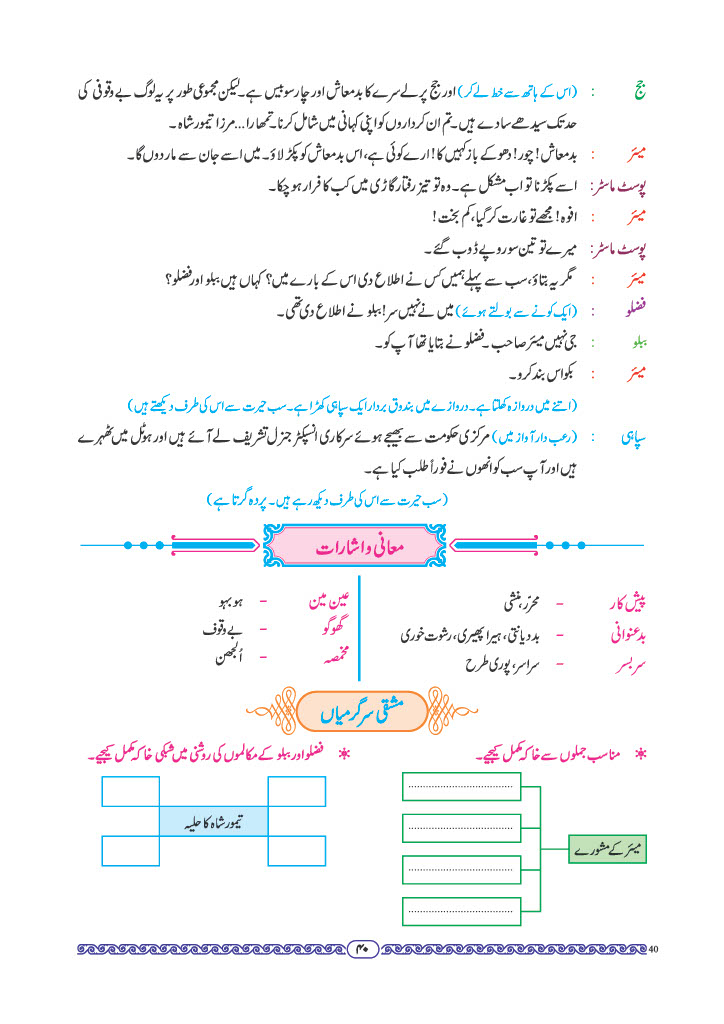 جج : (اس کے ہاتھ سے خط لے کر) اور جج پرلے سرے کا بدمعاش اور چار سو بیس ہے۔ لیکن مجموعی طور پر یہ لوگ بے وقوفی کی
حد تک سیدھے سادے ہیں۔ تم ان کرداروں کو اپنی کہانی میں شامل کرنا۔ تمھارا... مرزا تیمور شاہ۔
میئر : بدمعاش! چور! دھوکے باز کہیں کا! ارے کوئی ہے، اس بدمعاش کو پکڑ لاؤ۔ میں اسے جان سے مار دوں گا۔
پوسٹ ماسٹر: اسے پکڑنا تو اب مشکل ہے۔ وہ تو تیز رفتار گاڑی میں کب کا فرار ہو چکا۔
میئر : افوہ! مجھے تو غارت کر گیا، کم بخت!
پوسٹ ماسٹر: میرے تو تین سو روپے ڈوب گئے۔
میئر : مگر یہ بتاؤ، سب سے پہلے ہمیں کس نے اطلاع دی اس کے بارے میں؟ کہاں ہیں ببلو اور فضلو؟
فضلو : (ایک کونے سے بولتے ہوئے) میں نے نہیں سر! ببلو نے اطلاع دی تھی۔
ببلو : جی نہیں میئر صاحب۔ فضلو نے بتایا تھا آپ کو۔
میئر : بکواس بند کرو۔
(اتنے میں دروازہ کھلتا ہے۔ دروازے میں بندوق بردار ایک سپاہی کھڑا ہے۔ سب حیرت سے اس کی طرف دیکھتے ہیں)
سپاہی : (رعب دار آواز میں) مرکزی حکومت سے بھیجے ہوئے سرکاری انسپکٹر جنرل تشریف لے آئے ہیں اور ہوٹل میں ٹھہرے
ہیں اور آپ سب کو انھوں نے فوراً طلب کیا ہے۔
(سب حیرت سے اس کی طرف دیکھ رہے ہیں۔ پردہ گرتا ہے)
معانی و اشارات
پیش کار - محرّر، منشی
بدعنوانی - بددیانتی، ہیرا پھیری، رشوت خوری
سربسر - سراسر، پوری طرح
عین مین - ہوبہو
گھوگو - بے وقوف
مخمصہ - اُلجھن
مشقی سرگرمیاں
* مناسب جملوں سے خاکہ مکمل کیجیے۔
میئر کے مشورے
* فضلو اور ببلو کے مکالموں کی روشنی میں شبکی خاکہ مکمل کیجیے۔
تیمور شاہ کا حلیہ
۴۰
40